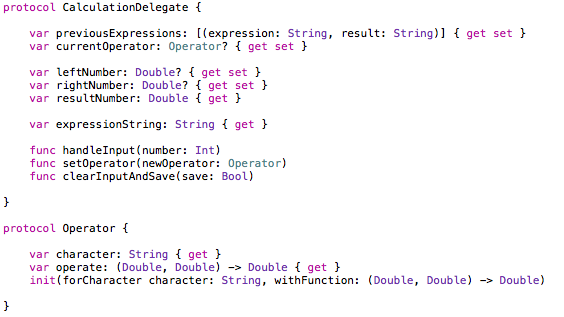 protocol CalculationDelegate {
var previousExpressions: [(expression: String, result: String)] { get set }
var currentOperator: Operator? { get set }
var leftNumber: Double? { get set }
var rightNumber: Double? { get set }
var resultNumber: Double { get }
var expressionString: String { get }
func handleInput(number: Int)
func setOperator(newOperator: Operator)
func clearInputAndSave(save: Bool)
}
protocol Operator {
var character: String { get }
var operate: (Double, Double) -> Double { get }
init(forCharacter character: String, withFunction: (Double, Double) -> Double)
}